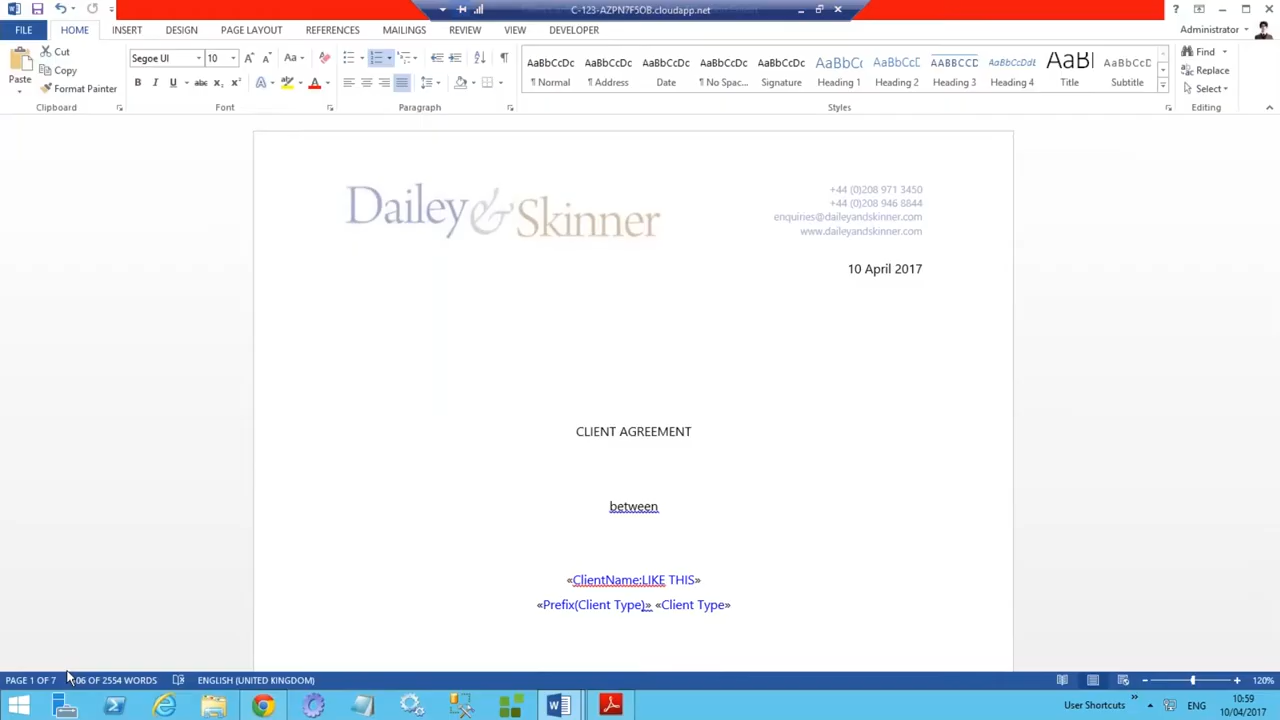 C-123-AZPN7F5OB.cloudapp.net
FILE HOME INSERT DESIGN PAGE LAYOUT REFERENCES MAILINGS REVIEW VIEW DEVELOPER Administrator
Paste
Cut
Copy
Format Painter
Clipboard
Segoe UI 10
Font
Paragraph
AaBbCcDc AaBbCcDc AaBbCcDc AaBbCcDc AaBbCcDc AaBbCc AaBbCcDc AABBCCD AaBbCcDdt AaBl AaBbCcD
¶ Normal ¶ Address Date ¶ No Spac... Signature Heading 1 Heading 2 Heading 3 Heading 4 Title Subtitle
Styles
Find
Replace
Select
Editing
Dailey & Skinner
+44 (0)208 971 3450
+44 (0)208 946 8844
enquiries@daileyandskinner.com
www.daileyandskinner.com
10 April 2017
CLIENT AGREEMENT
between
«ClientName:LIKE THIS»
«Prefix(Client Type)» «Client Type»
PAGE 1 OF 7 06 OF 2554 WORDS ENGLISH (UNITED KINGDOM) 120%
User Shortcuts ENG
10:59
10/04/2017